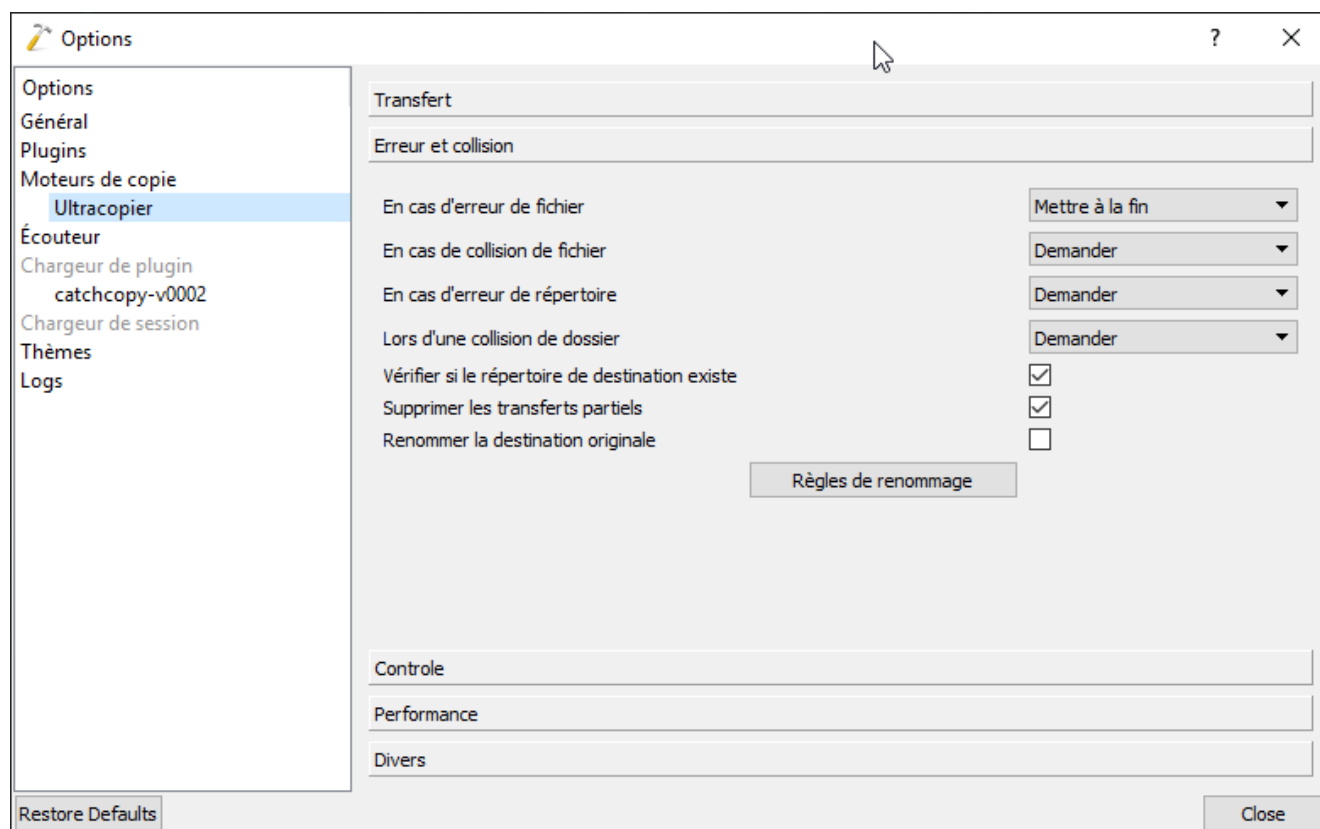 Options
?
Options
Général
Plugins
Moteurs de copie
Ultracopier
Écouteur
Chargeur de plugin
catchcopy-v0002
Chargeur de session
Thèmes
Logs
Transfert
Erreur et collision
En cas d'erreur de fichier Mettre à la fin
En cas de collision de fichier Demander
En cas d'erreur de répertoire Demander
Lors d'une collision de dossier Demander
Vérifier si le répertoire de destination existe
Supprimer les transferts partiels
Renommer la destination originale
Règles de renommage
Controle
Performance
Divers
Restore Defaults Close